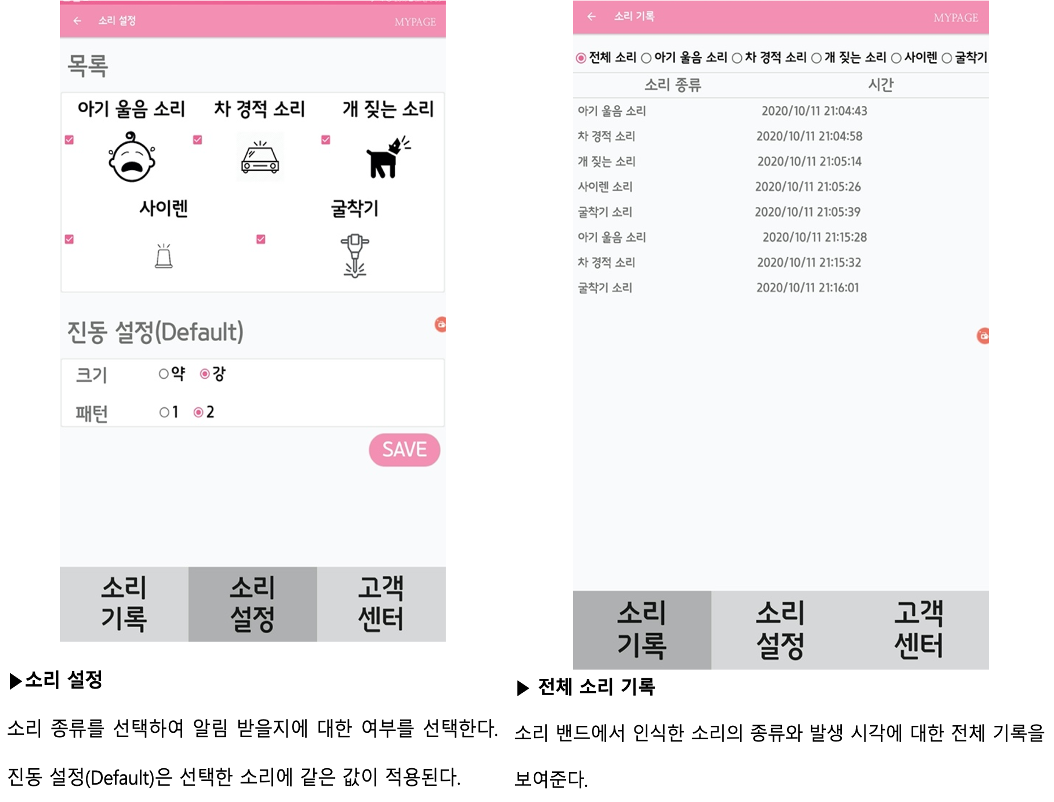 소리 설정
MYPAGE
목록
아기 울음 소리 차 경적 소리 개 짖는 소리
사이렌 굴착기
진동 설정(Default)
크기 약 강
패턴 1 2
SAVE
소리 기록
소리 설정
고객 센터
▶소리 설정
소리 종류를 선택하여 알림 받을지에 대한 여부를 선택한다.
진동 설정(Default)은 선택한 소리에 같은 값이 적용된다.
소리 기록
MYPAGE
전체 소리 아기 울음 소리 차 경적 소리 개 짖는 소리 사이렌 굴착기
소리 종류 시간
아기 울음 소리 2020/10/11 21:04:43
차 경적 소리 2020/10/11 21:04:58
개 짖는 소리 2020/10/11 21:05:14
사이렌 소리 2020/10/11 21:05:26
굴착기 소리 2020/10/11 21:05:39
아기 울음 소리 2020/10/11 21:15:28
차 경적 소리 2020/10/11 21:15:32
굴착기 소리 2020/10/11 21:16:01
소리 기록
소리 설정
고객 센터
▶ 전체 소리 기록
소리 밴드에서 인식한 소리의 종류와 발생 시각에 대한 전체 기록을
보여준다.